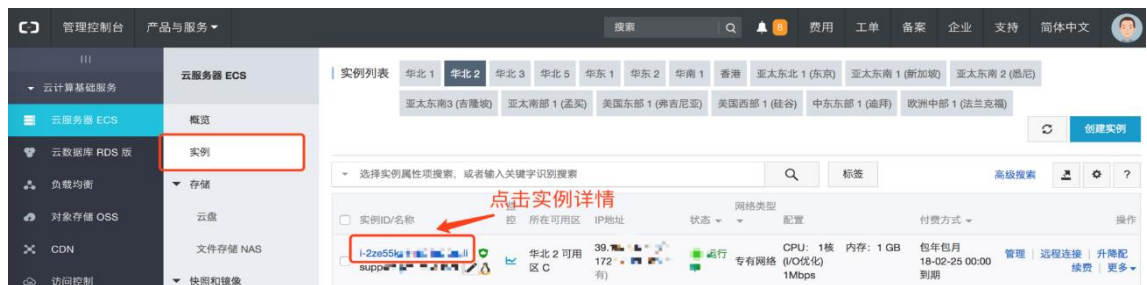 管理控制台 产品与服务 搜索 8 费用 工单 备案 企业 支持 简体中文
云计算基础服务
云服务器 ECS
云数据库 RDS 版
负载均衡
对象存储 OSS
CDN
访问控制
云服务器 ECS
概览
实例
存储
云盘
文件存储 NAS
快照和镜像
实例列表 华北 1 华北 2 华北 3 华北 5 华东 1 华东 2 华南 1 香港 亚太东北 1 (东京) 亚太东南 1 (新加坡) 亚太东南 2 (悉尼)
亚太东南3 (吉隆坡) 亚太南部 1 (孟买) 美国东部 1 (弗吉尼亚) 美国西部 1 (硅谷) 中东东部 1 (迪拜) 欧洲中部 1 (法兰克福)
创建实例
选择实例属性项搜索，或者输入关键字识别搜索 标签 高级搜索 ?
点击实例详情
实例ID/名称 监控 所在可用区 IP地址 状态 网络类型 配置 付费方式 操作
i-2ze55k
华北 2 可用区 C
39.
172
有)
运行
专有网络
CPU： 1核 内存：1 GB
(I/O优化)
1Mbps
包年包月
18-02-25 00:00
到期
管理 远程连接 升降配
续费 更多